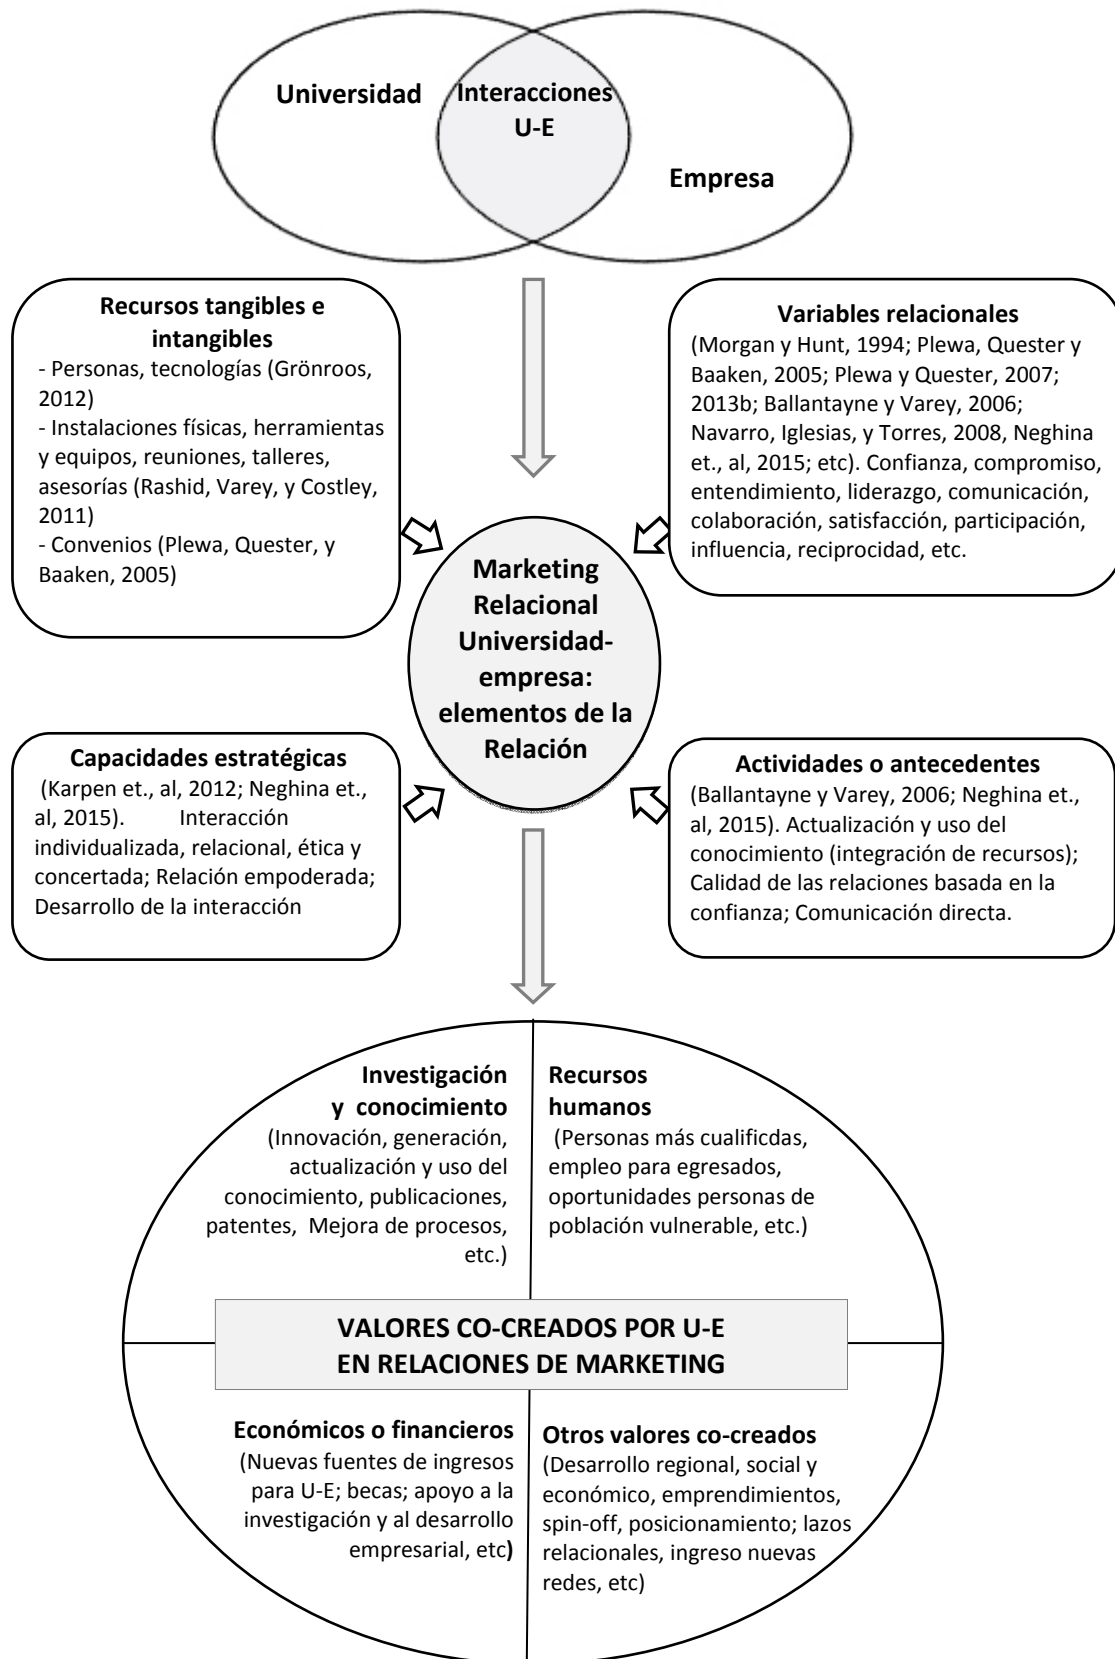 Universidad
Interacciones
U-E
Empresa
Recursos tangibles e
intangibles
- Personas, tecnologías (Grönroos,
2012)
- Instalaciones físicas, herramientas
y equipos, reuniones, talleres,
asesorías (Rashid, Varey, y Costley,
2011)
- Convenios (Plewa, Quester, y
Baaken, 2005)
Variables relacionales
(Morgan y Hunt, 1994; Plewa, Quester y
Baaken, 2005; Plewa y Quester, 2007;
2013b; Ballantayne y Varey, 2006;
Navarro, Iglesias, y Torres, 2008, Neghina
et., al, 2015; etc). Confianza, compromiso,
entendimiento, liderazgo, comunicación,
colaboración, satisfacción, participación,
influencia, reciprocidad, etc.
Marketing
Relacional
Universidad-
empresa:
elementos de la
Relación
Capacidades estratégicas
(Karpen et., al, 2012; Neghina et.,
al, 2015). Interacción
individualizada, relacional, ética y
concertada; Relación empoderada;
Desarrollo de la interacción
Actividades o antecedentes
(Ballantayne y Varey, 2006; Neghina et.,
al, 2015). Actualización y uso del
conocimiento (integración de recursos);
Calidad de las relaciones basada en la
confianza; Comunicación directa.
Investigación
y conocimiento
(Innovación, generación,
actualización y uso del
conocimiento, publicaciones,
patentes, Mejora de procesos,
etc.)
Recursos
humanos
(Personas más cualificdas,
empleo para egresados,
oportunidades personas de
población vulnerable, etc.)
VALORES CO-CREADOS POR U-E
EN RELACIONES DE MARKETING
Económicos o financieros
(Nuevas fuentes de ingresos
para U-E; becas; apoyo a la
investigación y al desarrollo
empresarial, etc)
Otros valores co-creados
(Desarrollo regional, social y
económico, emprendimientos,
spin-off, posicionamiento; lazos
relacionales, ingreso nuevas
redes, etc)